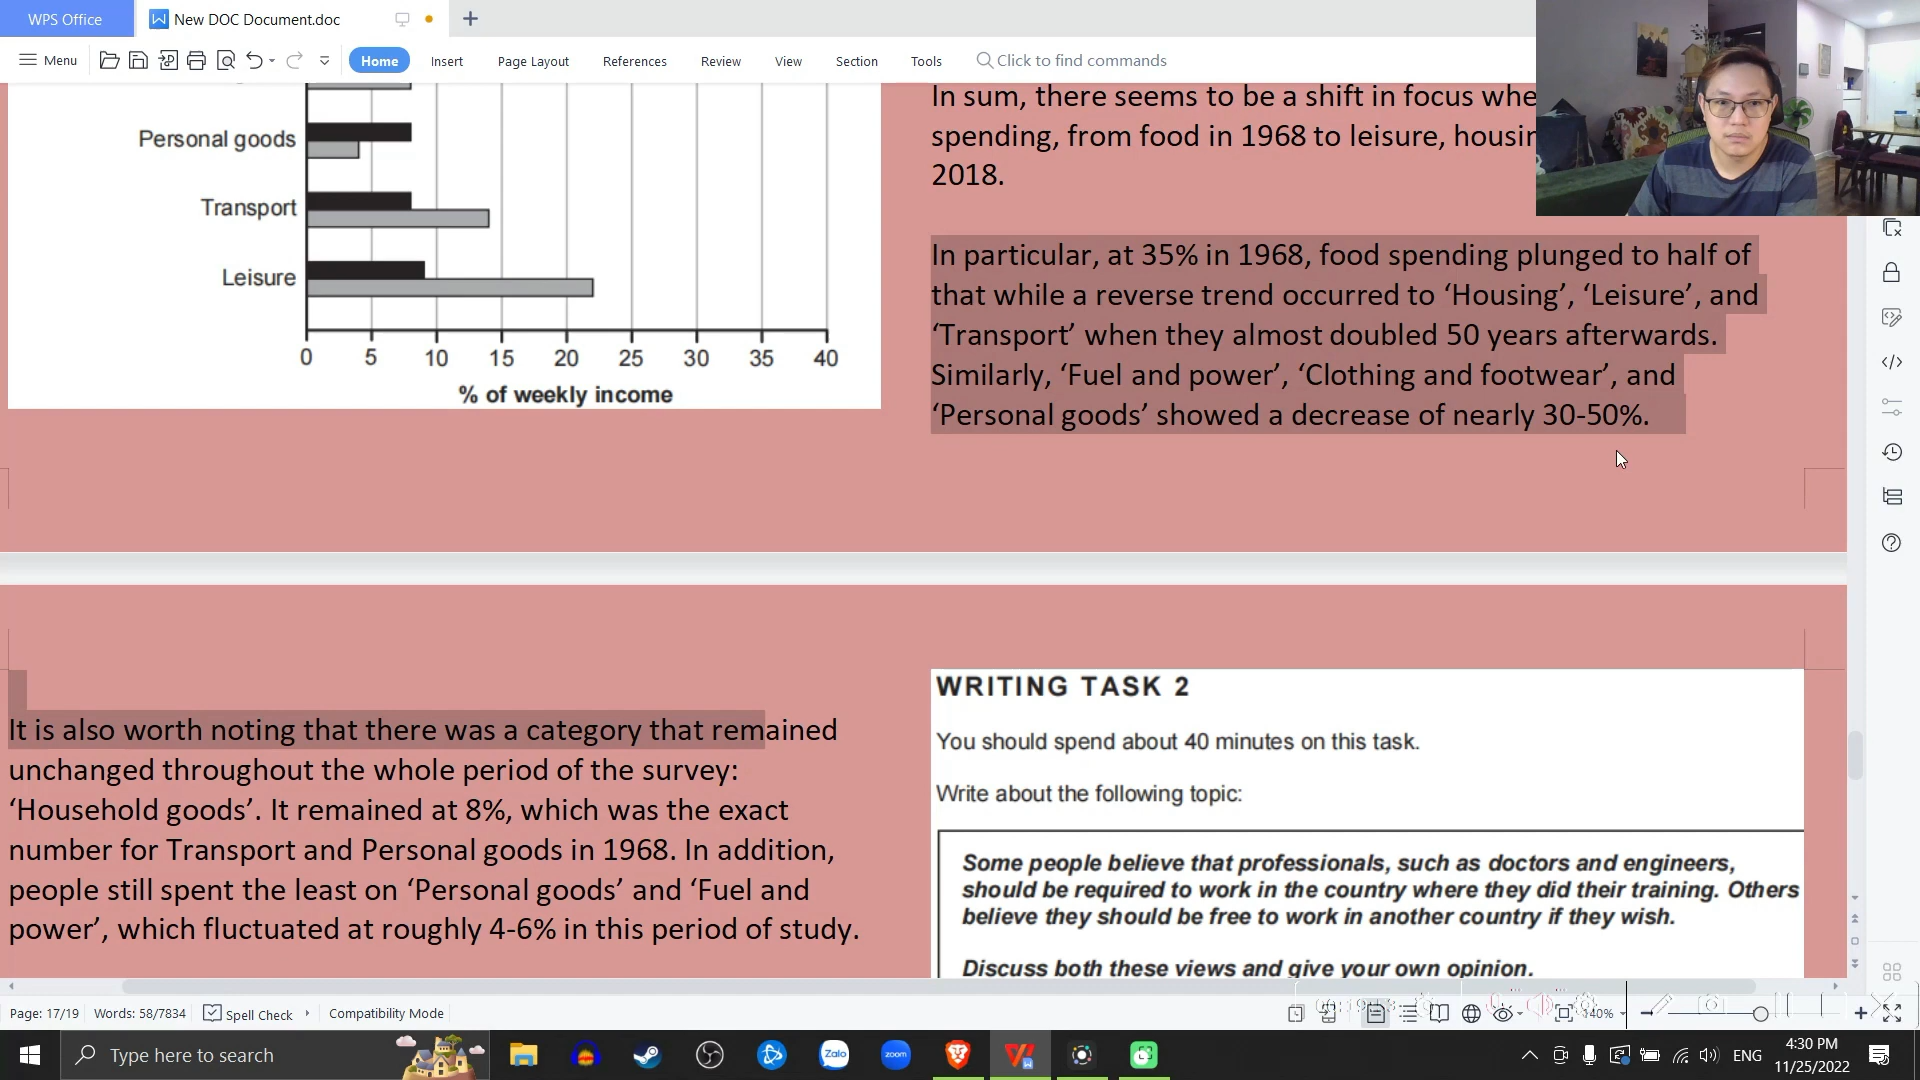 WPS Office
New DOC Document.doc
Menu
Home
Insert
Page Layout
References
Review
View
Section
Tools
Click to find commands
Personal goods
Transport
Leisure
0 5 10 15 20 25 30 35 40
% of weekly income
In sum, there seems to be a shift in focus
spending, from food in 1968 to leisure,
2018.
In particular, at 35% in 1968, food spending plunged to half of
that while a reverse trend occurred to ‘Housing’, ‘Leisure’, and
‘Transport’ when they almost doubled 50 years afterwards.
Similarly, ‘Fuel and power’, ‘Clothing and footwear’, and
‘Personal goods’ showed a decrease of nearly 30-50%.
It is also worth noting that there was a category that remained
unchanged throughout the whole period of the survey:
‘Household goods’. It remained at 8%, which was the exact
number for Transport and Personal goods in 1968. In addition,
people still spent the least on ‘Personal goods’ and ‘Fuel and
power’, which fluctuated at roughly 4-6% in this period of study.
WRITING TASK 2
You should spend about 40 minutes on this task.
Write about the following topic:
Some people believe that professionals, such as doctors and engineers,
should be required to work in the country where they did their training. Others
believe they should be free to work in another country if they wish.
Discuss both these views and give your own opinion.
Page: 17/19
Words: 58/7834
Spell Check
Compatibility Mode
140%
Type here to search
Zalo
zoom
ENG
4:30 PM
11/25/2022